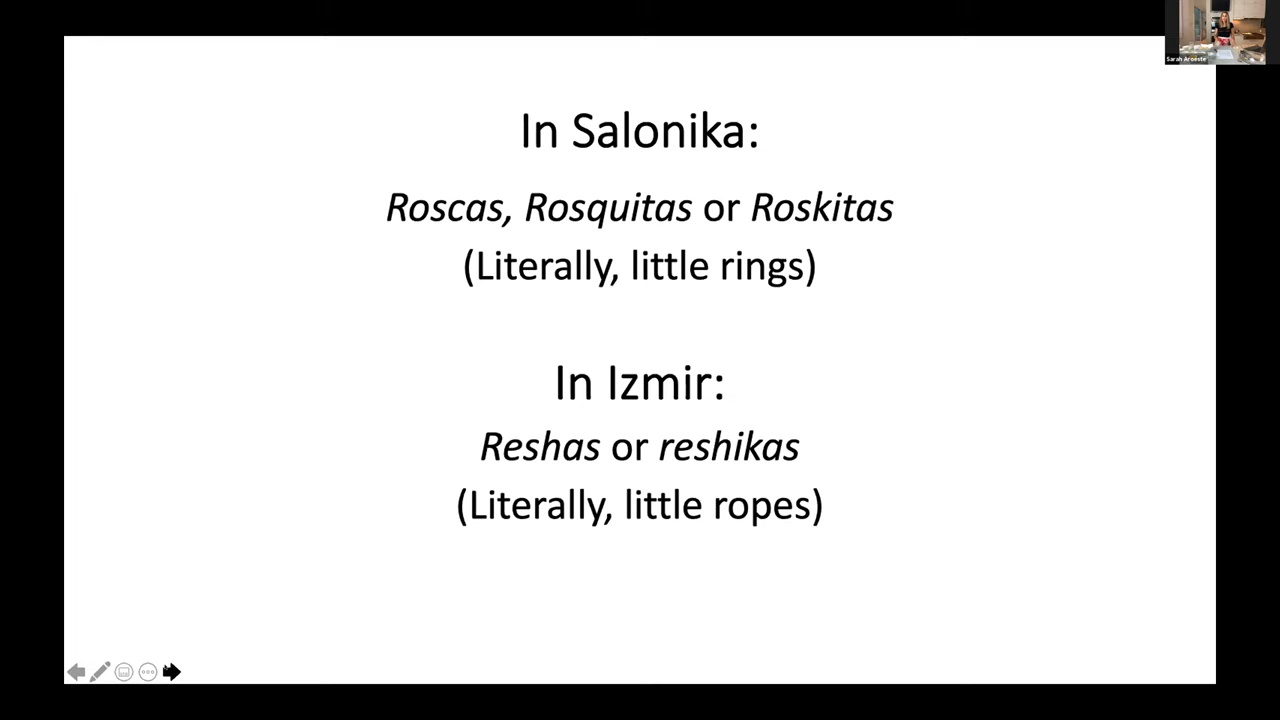 Sarah Aroeste
In Salonika:
Roscas, Rosquitas or Roskitas
(Literally, little rings)
In Izmir:
Reshas or reshikas
(Literally, little ropes)